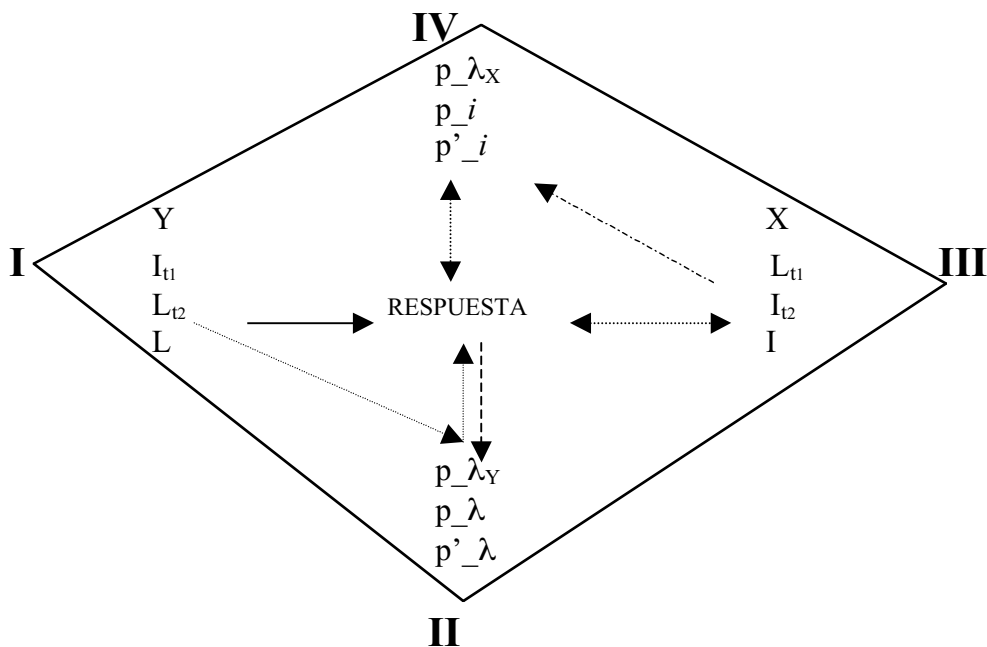 IV
p_λX
p_i
p’_i
Y
X
I
III
It1
Lt1
Lt2
RESPUESTA
It2
L
I
p_λY
p_λ
p’_λ
II